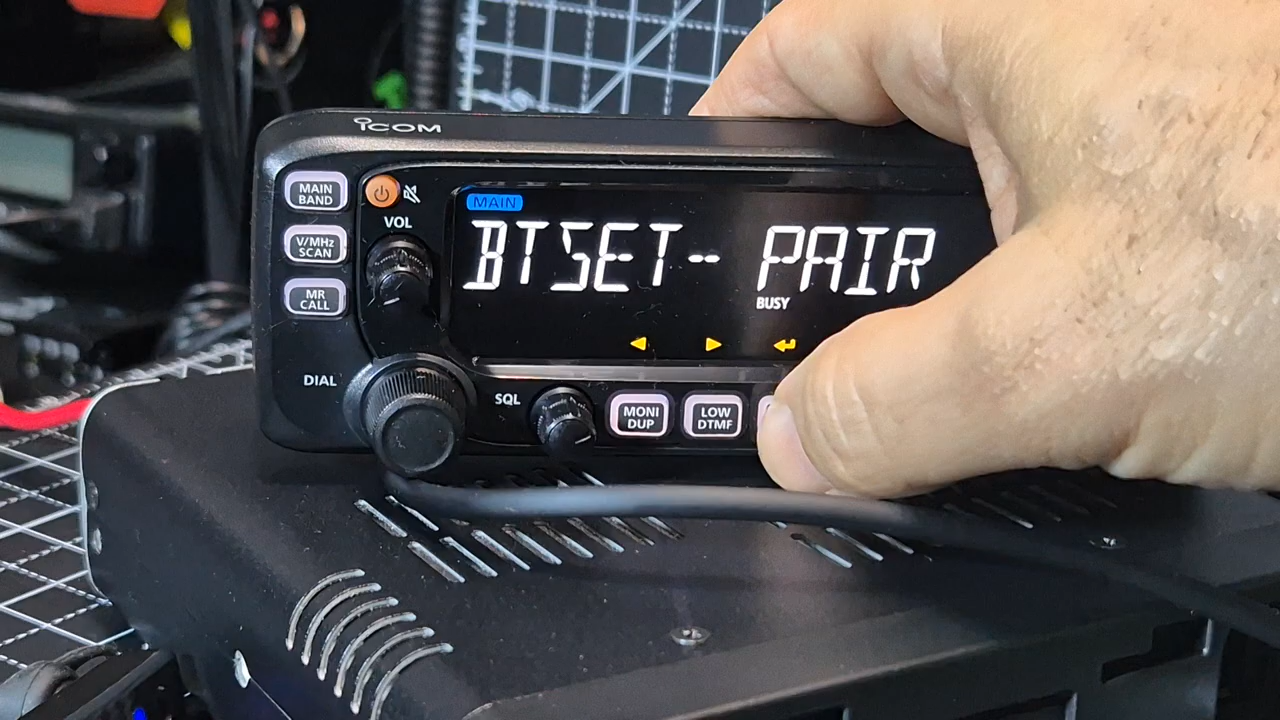 ICOM
MAIN
BAND
V/MHz
SCAN
MR
CALL
VOL
MAIN
BTSET-- PAIR
BUSY
DIAL
SQL
MONI
DUP
LOW
DTMF